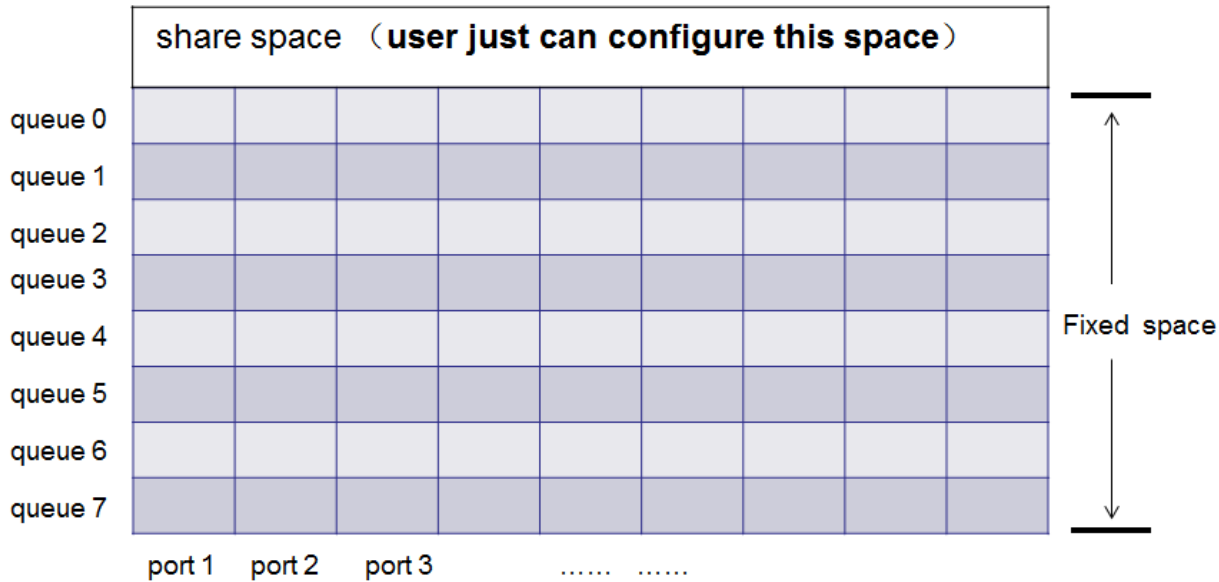 share space （user just can configure this space）
queue 0
queue 1
queue 2
queue 3
queue 4
queue 5
queue 6
queue 7
Fixed space
port 1 port 2 port 3 …… ……